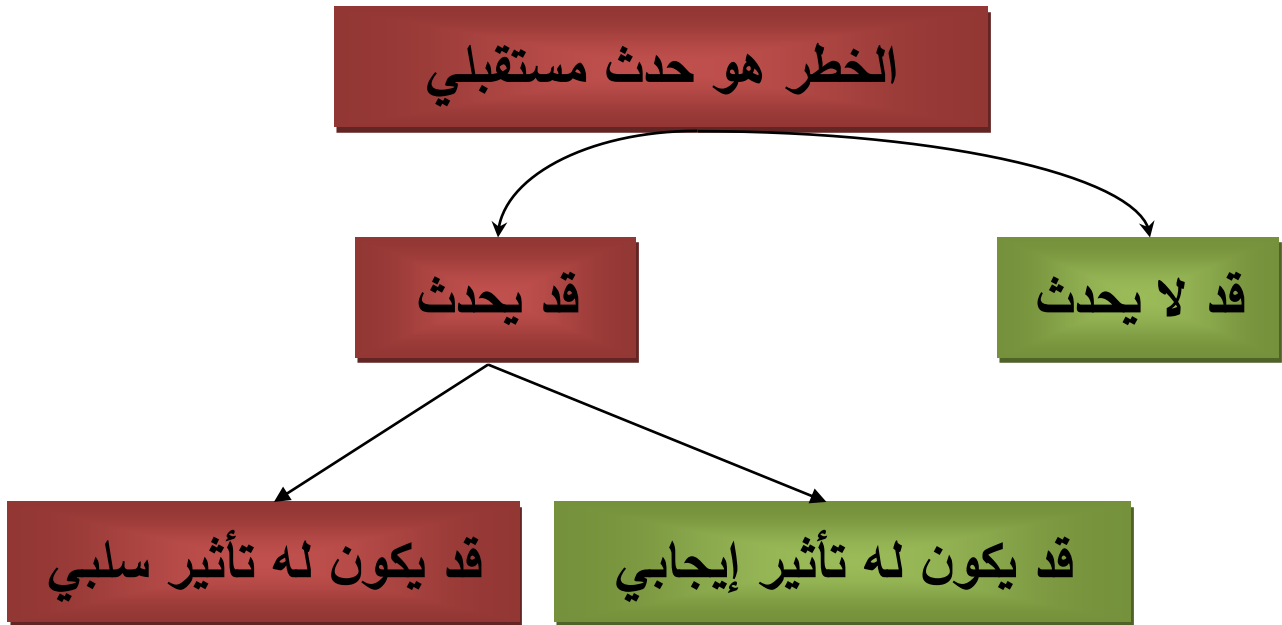 الخطر هو حدث مستقبلي
قد لا يحدث
قد يحدث
قد يكون له تأثير إيجابي
قد يكون له تأثير سلبي